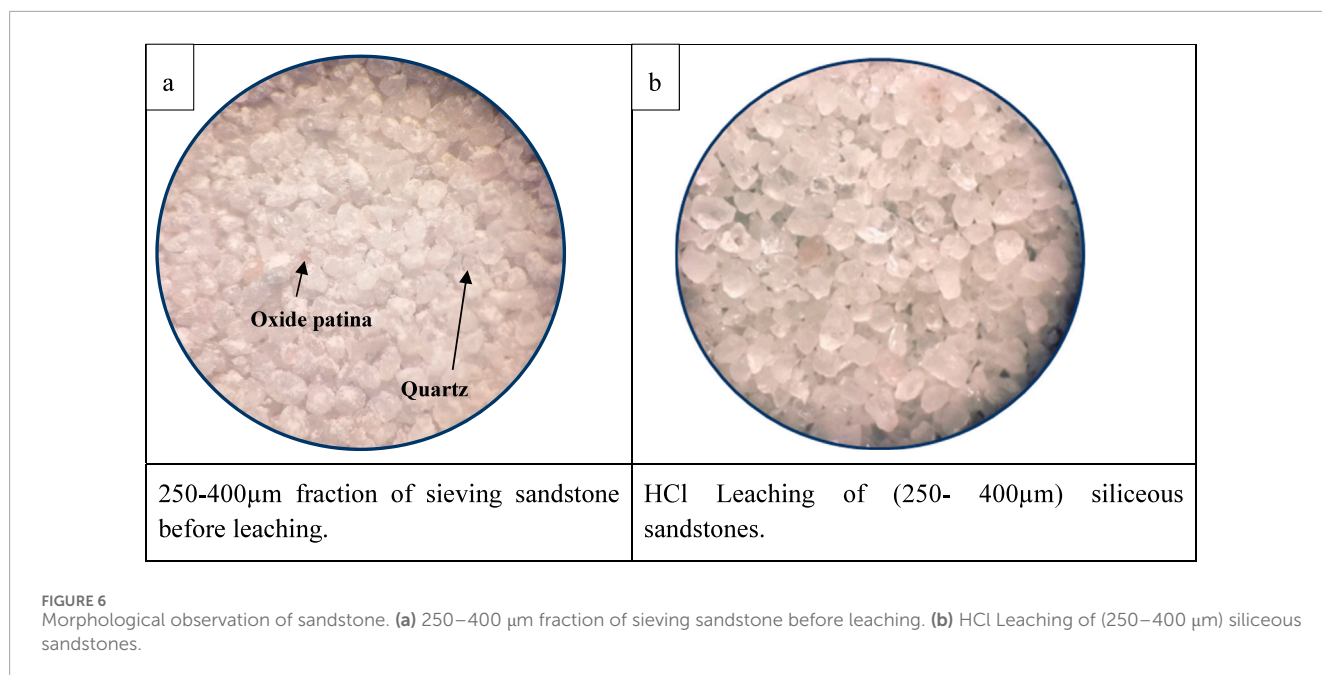 a
b
Oxide patina
Quartz
250-400µm fraction of sieving sandstone
before leaching.
HCl Leaching of (250- 400µm) siliceous
sandstones.
FIGURE 6
Morphological observation of sandstone. (a) 250–400 µm fraction of sieving sandstone before leaching. (b) HCl Leaching of (250–400 µm) siliceous
sandstones.